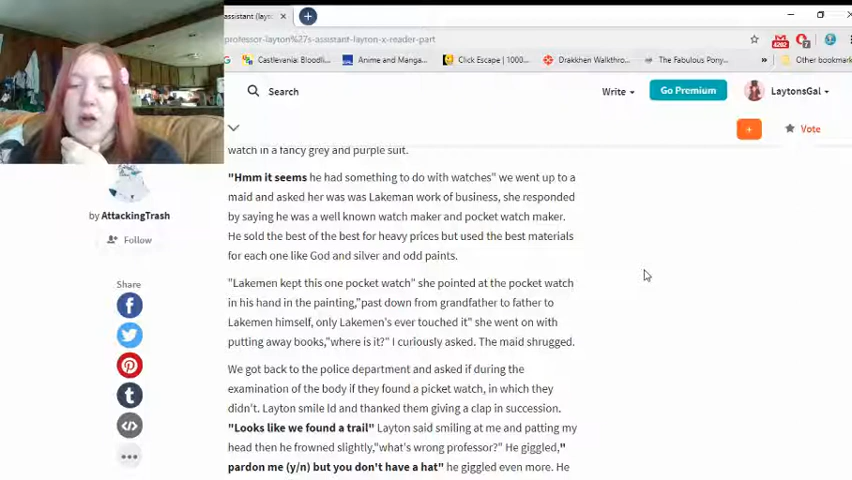 assistant (layt
professor-layton%27s-assistant-layton-x-reader-part
4262
7
Castlevania: Bloodli...
Anime and Manga...
Click Escape | 1000...
Drakkhen Walkthro...
The Fabulous Pony...
»
Other bookmark
Search
Write
Go Premium
LaytonsGal
+
Vote
watch in a fancy grey and purple suit.
"Hmm it seems he had something to do with watches" we went up to a
maid and asked her was was Lakeman work of business, she responded
by saying he was a well known watch maker and pocket watch maker.
He sold the best of the best for heavy prices but used the best materials
for each one like God and silver and odd paints.
by AttackingTrash
Follow
Share
"Lakemen kept this one pocket watch" she pointed at the pocket watch
in his hand in the painting,"past down from grandfather to father to
Lakemen himself, only Lakemen's ever touched it" she went on with
putting away books,"where is it?" I curiously asked. The maid shrugged.
We got back to the police department and asked if during the
examination of the body if they found a picket watch, in which they
didn't. Layton smile ld and thanked them giving a clap in succession.
"Looks like we found a trail" Layton said smiling at me and patting my
head then he frowned slightly,"what's wrong professor?" He giggled,"
pardon me (y/n) but you don't have a hat" he giggled even more. He